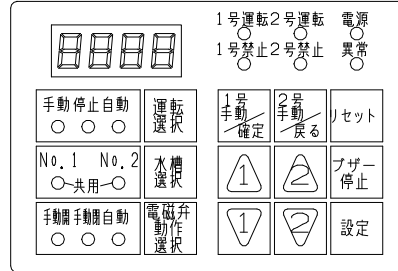 1号運転 2号運転 電源
8888
1号禁止 2号禁止 異常
手動 停止 自動
運転
選択
1号
手動/確定
2号
手動/戻る
リセット
No.1 No.2
共用
水槽
選択
1
2
ブザー
停止
手動開 手動閉 自動
電磁弁
動作
選択
1
2
設定